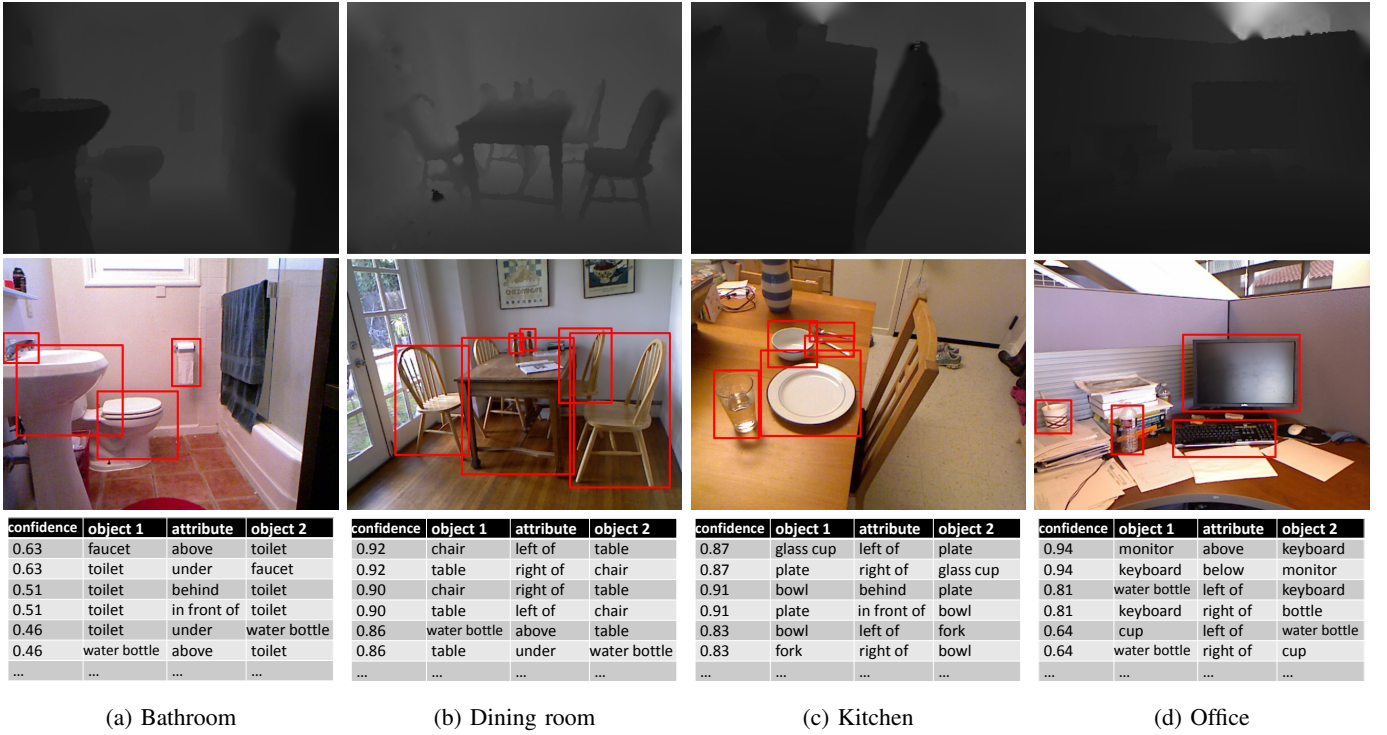 confidence object 1 attribute object 2
0.63 faucet above toilet
0.63 toilet under faucet
0.51 toilet behind toilet
0.51 toilet in front of toilet
0.46 toilet under water bottle
0.46 water bottle above toilet
... ... ... ...
confidence object 1 attribute object 2
0.92 chair left of table
0.92 table right of chair
0.90 chair right of table
0.90 table left of chair
0.86 water bottle above table
0.86 table under water bottle
... ... ... ...
confidence object 1 attribute object 2
0.87 glass cup left of plate
0.87 plate right of glass cup
0.91 bowl behind plate
0.91 plate in front of bowl
0.83 bowl left of fork
0.83 fork right of bowl
... ... ... ...
confidence object 1 attribute object 2
0.94 monitor above keyboard
0.94 keyboard below monitor
0.81 water bottle left of keyboard
0.81 keyboard right of bottle
0.64 cup left of water bottle
0.64 water bottle right of cup
... ... ... ...
(a) Bathroom
(b) Dining room
(c) Kitchen
(d) Office